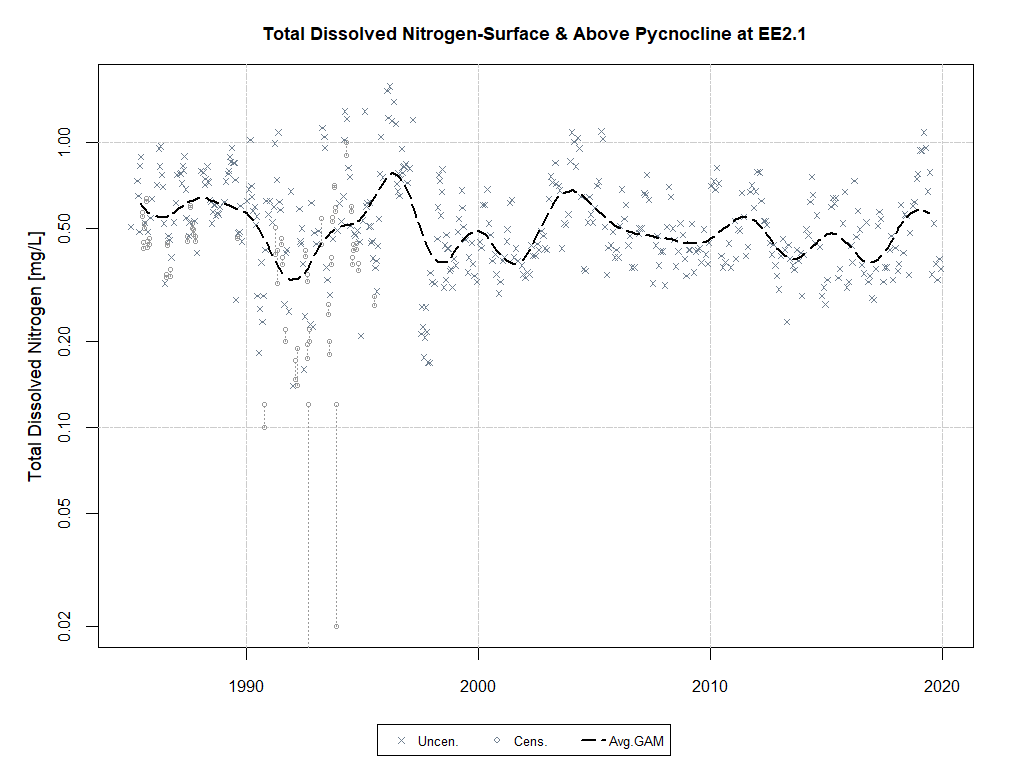 Total Dissolved Nitrogen-Surface & Above Pycnocline at EE2.1
Total Dissolved Nitrogen [mg/L]
1.00
0.50
0.20
0.10
0.05
0.02
1990 2000 2010 2020
Uncen. Cens. Avg.GAM